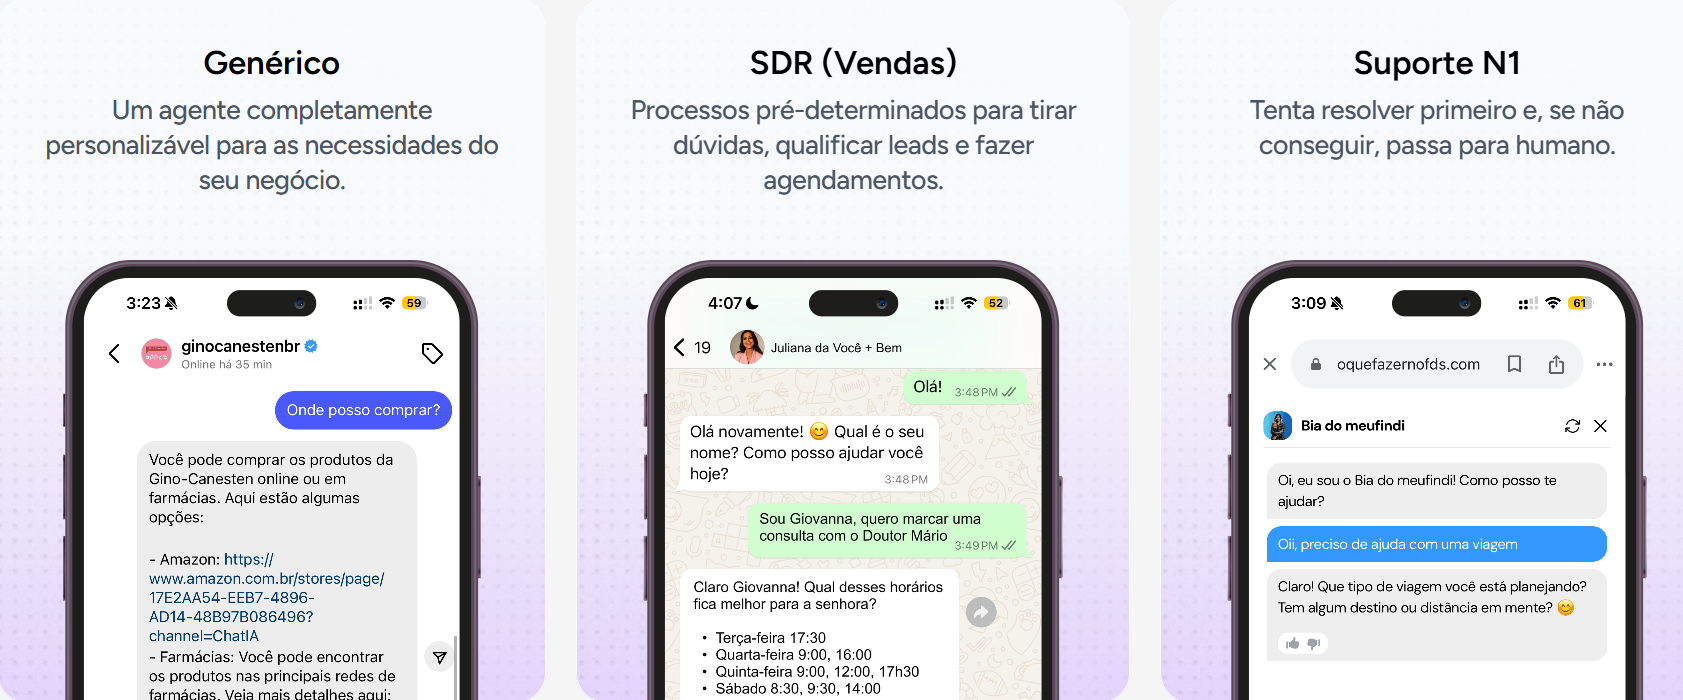 Genérico
Um agente completamente
personalizável para as necessidades do
seu negócio.
3:23
59
ginocanestenbr
Online há 35 min
Onde posso comprar?
Você pode comprar os produtos da
Gino-Canesten online ou em
farmácias. Aqui estão algumas
opções:
- Amazon: https://
www.amazon.com.br/stores/page/
17E2AA54-EEB7-4896-
AD14-48B97B086496?
channel=ChatIA
- Farmácias: Você pode encontrar
os produtos nas principais redes de
farmácias. Veja mais detalhes aqui:
SDR (Vendas)
Processos pré-determinados para tirar
dúvidas, qualificar leads e fazer
agendamentos.
4:07
52
19
Juliana da Você + Bem
Olá!
3:48 PM
Olá novamente! 😊 Qual é o seu
nome? Como posso ajudar você
hoje?
3:48 PM
Sou Giovanna, quero marcar uma
consulta com o Doutor Mário
3:49 PM
Claro Giovanna! Qual desses horários
fica melhor para a senhora?
• Terça-feira 17:30
• Quarta-feira 9:00, 16:00
• Quinta-feira 9:00, 12:00, 17h30
• Sábado 8:30, 9:30, 14:00
Suporte N1
Tenta resolver primeiro e, se não
conseguir, passa para humano.
3:09
61
oquefazernofds.com
Bia do meufindi
Oi, eu sou o Bia do meufindi! Como posso te
ajudar?
Oii, preciso de ajuda com uma viagem
Claro! Que tipo de viagem você está planejando?
Tem algum destino ou distância em mente? 😊